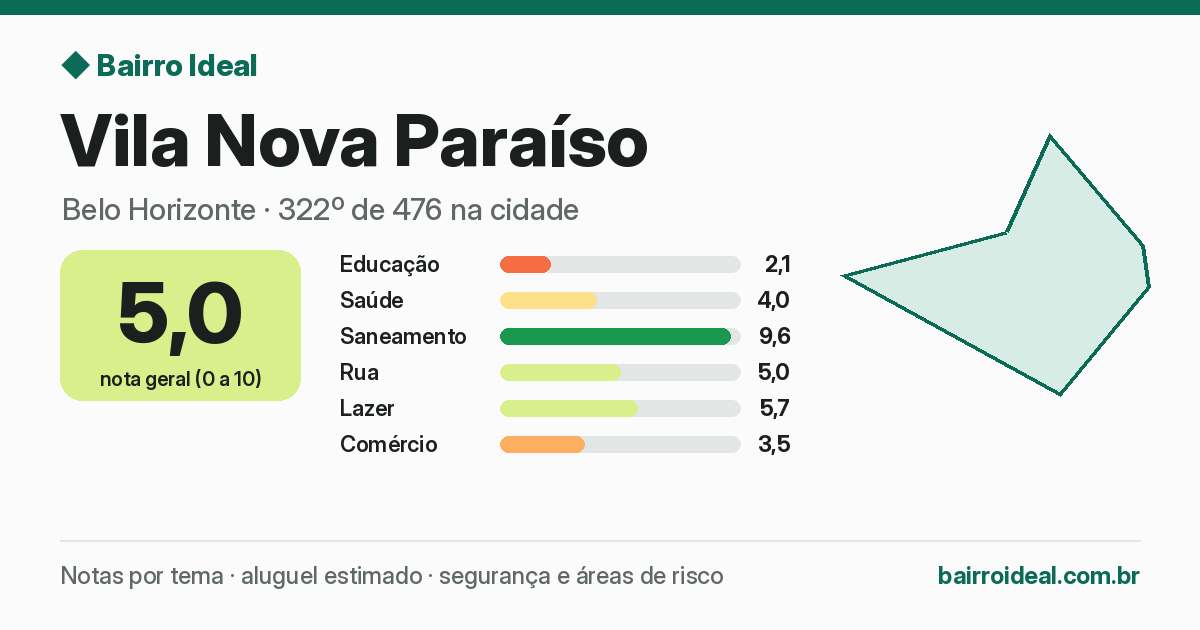 Bairro Ideal
Vila Nova Paraíso
Belo Horizonte · 322º de 476 na cidade
5,0
nota geral (0 a 10)
Educação 2,1
Saúde 4,0
Saneamento 9,6
Rua 5,0
Lazer 5,7
Comércio 3,5
Notas por tema · aluguel estimado · segurança e áreas de risco
bairroideal.com.br